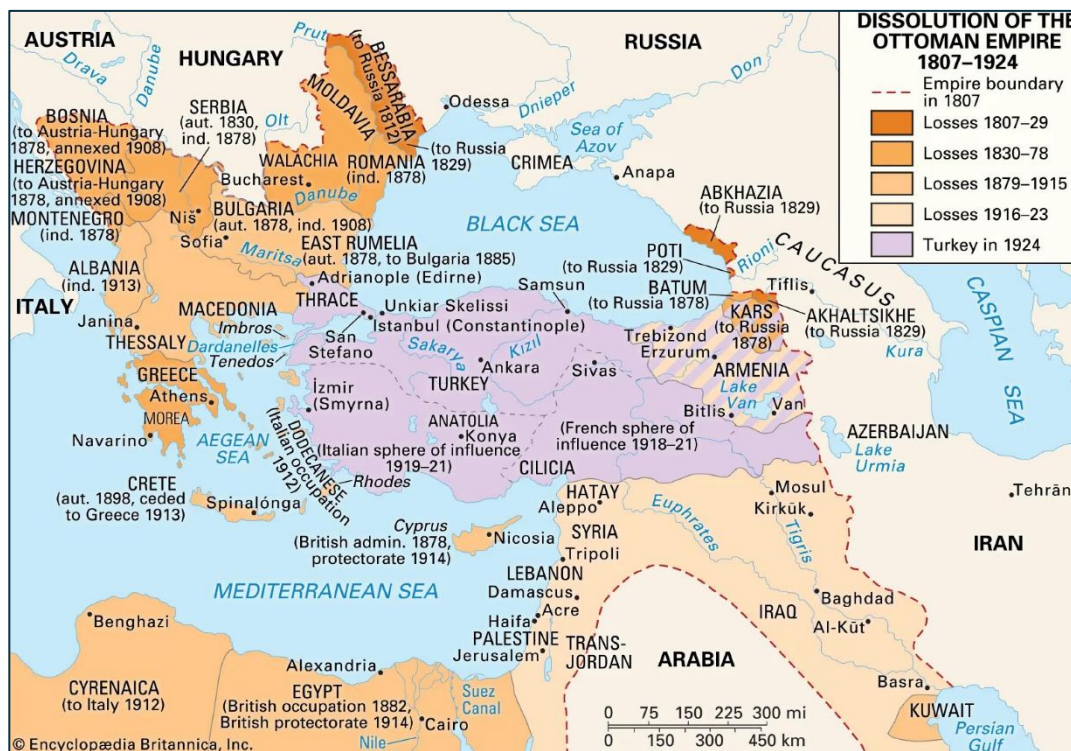 DISSOLUTION OF THE
OTTOMAN EMPIRE
1807–1924
Empire boundary
in 1807
Losses 1807–29
Losses 1830–78
Losses 1879–1915
Losses 1916–23
Turkey in 1924
AUSTRIA
Drava
Danube
HUNGARY
Prut
BESSARABIA
(to Russia 1812)
MOLDAVIA
RUSSIA
Don
Dnieper
Odessa
Sea of
Azov
(to Russia
1829)
CRIMEA
Anapa
BOSNIA
(to Austria-Hungary
1878, annexed 1908)
HERZEGOVINA
(to Austria-Hungary
1878, annexed 1908)
MONTENEGRO
(ind. 1878)
SERBIA
(aut. 1830,
ind. 1878)
Olt
WALACHIA
Bucharest
Danube
ROMANIA
(ind. 1878)
Niš
Sofia
BULGARIA
(aut. 1878, ind. 1908)
Maritsa
EAST RUMELIA
(aut. 1878, to Bulgaria 1885)
Adrianople (Edirne)
BLACK SEA
ABKHAZIA
(to Russia 1829)
POTI
(to Russia 1829)
Rioni
CAUCASUS
BATUM
(to Russia 1878)
Tiflis
KARS
(to Russia
1878)
AKHALTSIKHE
(to Russia 1829)
Kura
CASPIAN SEA
ITALY
ALBANIA
(ind. 1913)
Janina
MACEDONIA
THESSALY
Imbros
Dardanelles
Tenedos
THRACE
San
Stefano
Unkiar Skelissi
Istanbul (Constantinople)
Samsun
Sakary
Kızıl
Ankara
Sivas
TURKEY
Trebizond
Erzurum
ARMENIA
Lake
Van
Van
Bitlis
GREECE
Athens
MOREA
Navarino
AEGEAN
SEA
İzmir
(Smyrna)
ANATOLIA
Konya
(Italian sphere of influence
1919–21)
(French sphere of
influence 1918–21)
CILICIA
DODECANESE
(Italian occupation
1912)
Rhodes
CRETE
(aut. 1898, ceded
to Greece 1913)
Spinalónga
Cyprus
(British admin. 1878,
protectorate 1914)
Nicosia
AZERBAIJAN
Lake
Urmia
Tehrān
IRAN
HATAY
Aleppo
SYRIA
Tripoli
LEBANON
Damascus
Acre
Haifa
PALESTINE
Jerusalem
TRANS-
JORDAN
Euphrates
Mosul
Kirkūk
Tigris
IRAQ
Baghdad
Al-Kūt
Basra
KUWAIT
Persian
Gulf
ARABIA
MEDITERRANEAN SEA
Benghazi
CYRENAICA
(to Italy 1912)
Alexandria
EGYPT
(British occupation 1882,
British protectorate 1914)
Cairo
Nile
Suez
Canal
0 75 150 225 300 mi
0 150 300 450 km
© Encyclopædia Britannica, Inc.